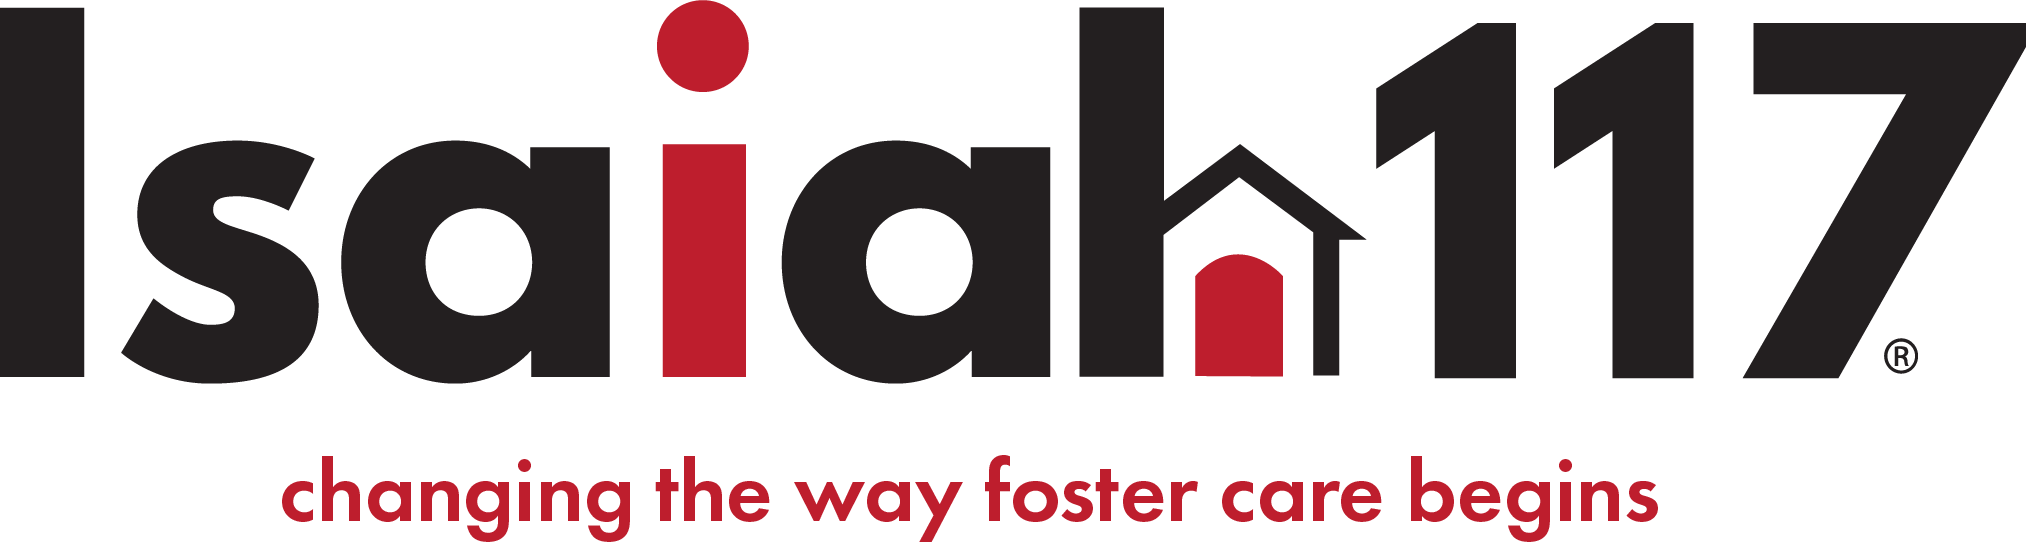 Isaiah117®
changing the way foster care begins